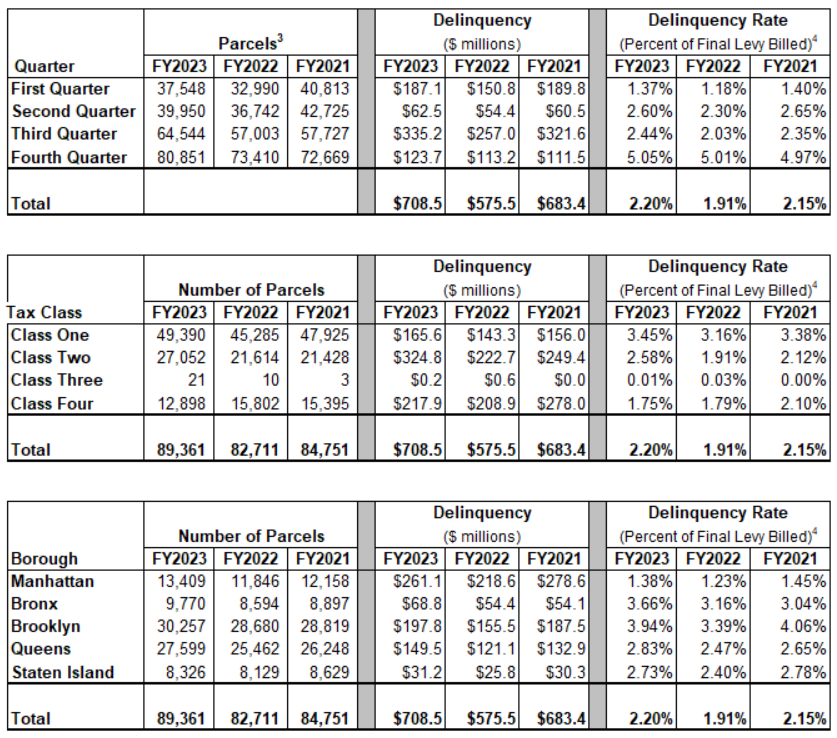 Delinquency Delinquency Rate
Parcels³ ($ millions) (Percent of Final Levy Billed)⁴
Quarter FY2023 FY2022 FY2021 FY2023 FY2022 FY2021 FY2023 FY2022 FY2021
First Quarter 37,548 32,990 40,813 $187.1 $150.8 $189.8 1.37% 1.18% 1.40%
Second Quarter 39,950 36,742 42,725 $62.5 $54.4 $60.5 2.60% 2.30% 2.65%
Third Quarter 64,544 57,003 57,727 $335.2 $257.0 $321.6 2.44% 2.03% 2.35%
Fourth Quarter 80,851 73,410 72,669 $123.7 $113.2 $111.5 5.05% 5.01% 4.97%
Total $708.5 $575.5 $683.4 2.20% 1.91% 2.15%
Delinquency Delinquency Rate
Number of Parcels ($ millions) (Percent of Final Levy Billed)⁴
Tax Class FY2023 FY2022 FY2021 FY2023 FY2022 FY2021 FY2023 FY2022 FY2021
Class One 49,390 45,285 47,925 $165.6 $143.3 $156.0 3.45% 3.16% 3.38%
Class Two 27,052 21,614 21,428 $324.8 $222.7 $249.4 2.58% 1.91% 2.12%
Class Three 21 10 3 $0.2 $0.6 $0.0 0.01% 0.03% 0.00%
Class Four 12,898 15,802 15,395 $217.9 $208.9 $278.0 1.75% 1.79% 2.10%
Total 89,361 82,711 84,751 $708.5 $575.5 $683.4 2.20% 1.91% 2.15%
Delinquency Delinquency Rate
Number of Parcels ($ millions) (Percent of Final Levy Billed)⁴
Borough FY2023 FY2022 FY2021 FY2023 FY2022 FY2021 FY2023 FY2022 FY2021
Manhattan 13,409 11,846 12,158 $261.1 $218.6 $278.6 1.38% 1.23% 1.45%
Bronx 9,770 8,594 8,897 $68.8 $54.4 $54.1 3.66% 3.16% 3.04%
Brooklyn 30,257 28,680 28,819 $197.8 $155.5 $187.5 3.94% 3.39% 4.06%
Queens 27,599 25,462 26,248 $149.5 $121.1 $132.9 2.83% 2.47% 2.65%
Staten Island 8,326 8,129 8,629 $31.2 $25.8 $30.3 2.73% 2.40% 2.78%
Total 89,361 82,711 84,751 $708.5 $575.5 $683.4 2.20% 1.91% 2.15%